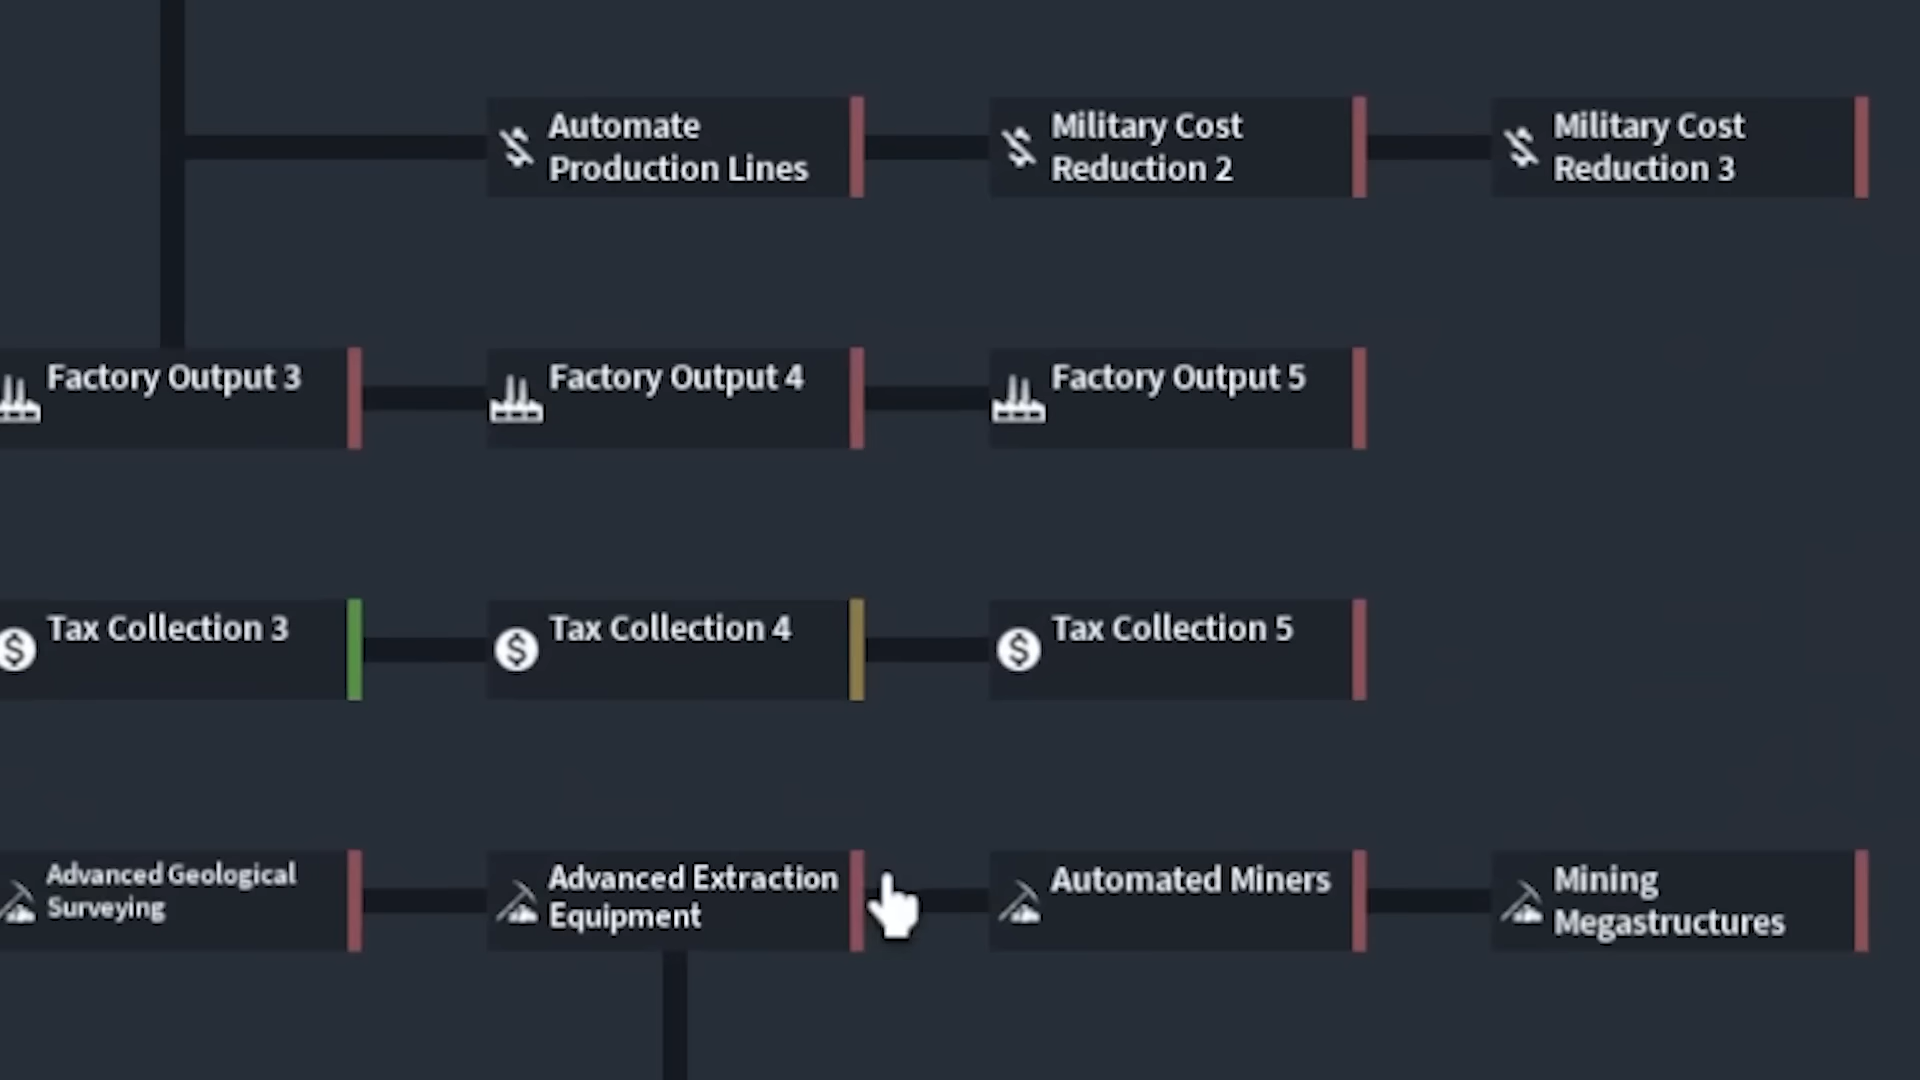 Automate
Production Lines
Military Cost
Reduction 2
Military Cost
Reduction 3
Factory Output 3
Factory Output 4
Factory Output 5
Tax Collection 3
Tax Collection 4
Tax Collection 5
Advanced Geological
Surveying
Advanced Extraction
Equipment
Automated Miners
Mining
Megastructures